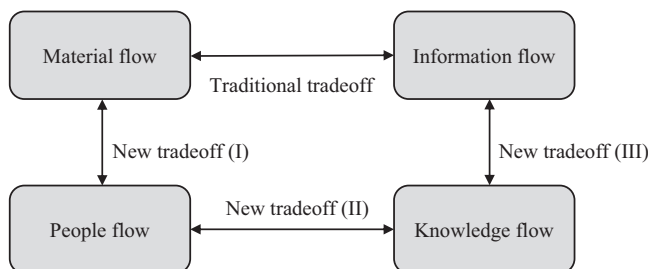 Material flow
Information flow
Traditional tradeoff
New tradeoff (I)
New tradeoff (III)
New tradeoff (II)
People flow
Knowledge flow